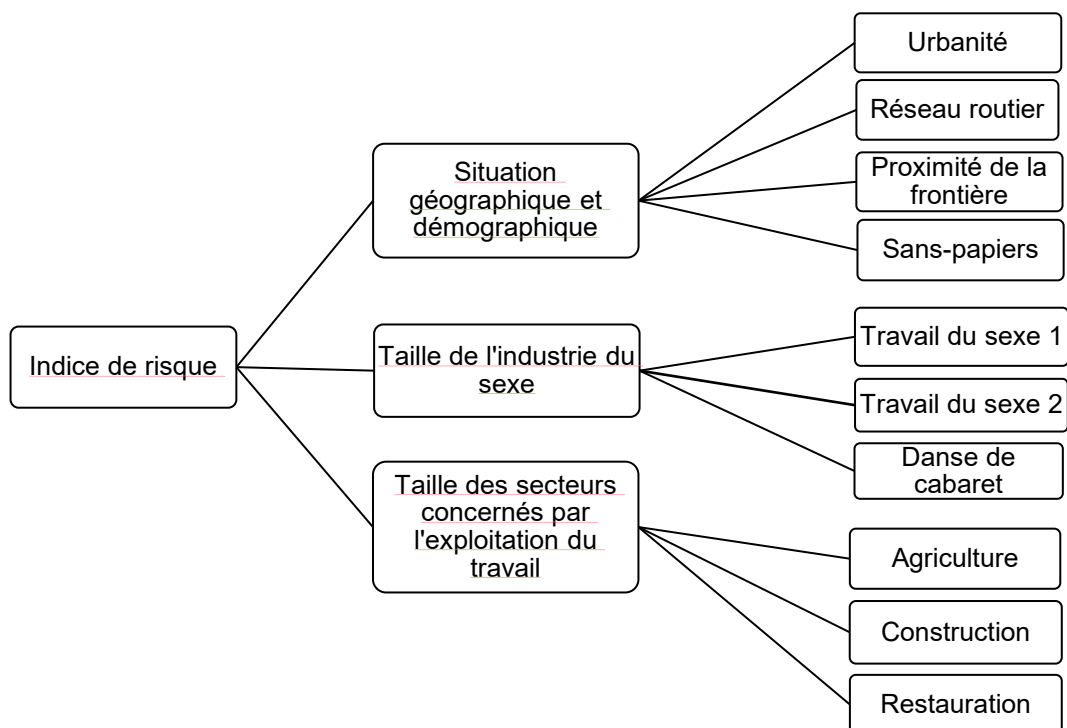 Indice de risque
Situation
géographique et
démographique
Urbanité
Réseau routier
Proximité de la
frontière
Sans-papiers
Taille de l'industrie du
sexe
Travail du sexe 1
Travail du sexe 2
Danse de
cabaret
Taille des secteurs
concernés par
l'exploitation du
travail
Agriculture
Construction
Restauration